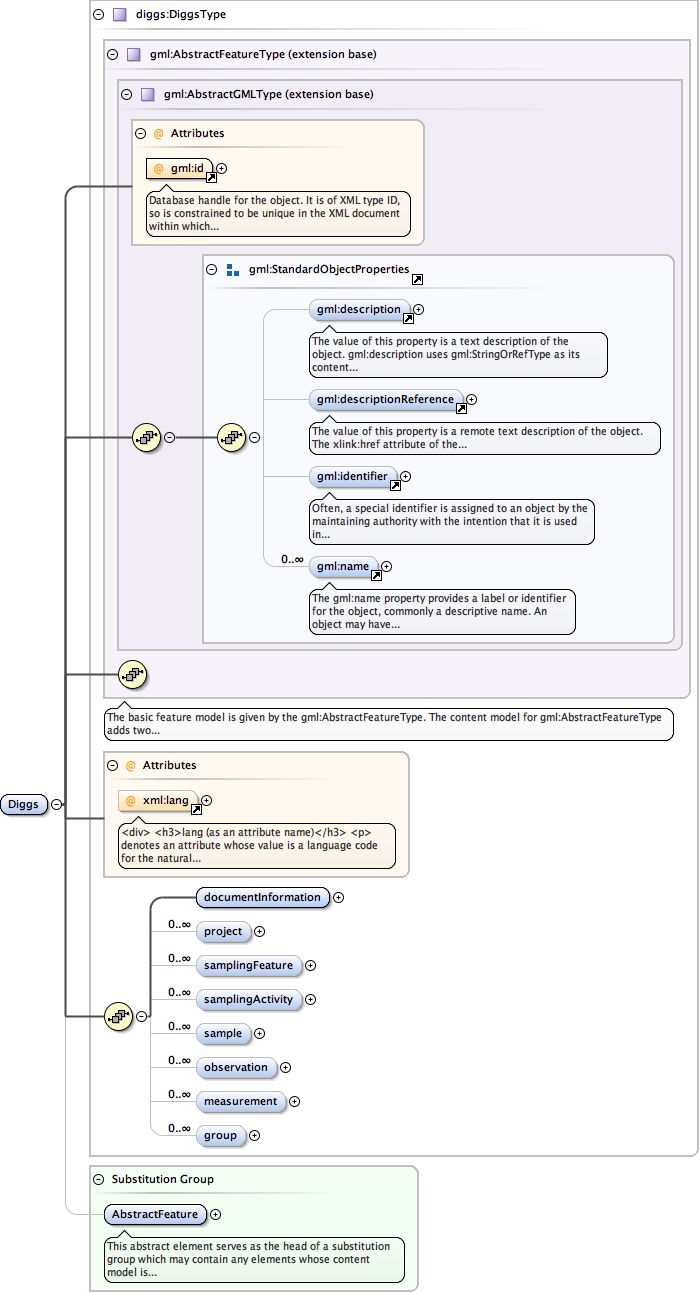 diggs:DiggsType
gml:AbstractFeatureType (extension base)
gml:AbstractGMLType (extension base)
@ Attributes
@ gml:id
Database handle for the object. It is of XML type ID,
so is constrained to be unique in the XML document
within which...
gml:StandardObjectProperties
gml:description
The value of this property is a text description of the
object. gml:description uses gml:StringOrRefType as its
content...
gml:descriptionReference
The value of this property is a remote text description of the object.
The xlink:href attribute of the...
gml:identifier
Often, a special identifier is assigned to an object by the
maintaining authority with the intention that it is used
in...
0..∞
gml:name
The gml:name property provides a label or identifier
for the object, commonly a descriptive name. An
object may have...
The basic feature model is given by the gml:AbstractFeatureType. The content model for gml:AbstractFeatureType
adds two...
@ Attributes
@ xml:lang
<div> <h3>lang (as an attribute name)</h3> <p>
denotes an attribute whose value is a language code
for the natural...
Diggs
documentInformation
0..∞ project
0..∞ samplingFeature
0..∞ samplingActivity
0..∞ sample
0..∞ observation
0..∞ measurement
0..∞ group
Substitution Group
AbstractFeature
This abstract element serves as the head of a substitution
group which may contain any elements whose content
model is...